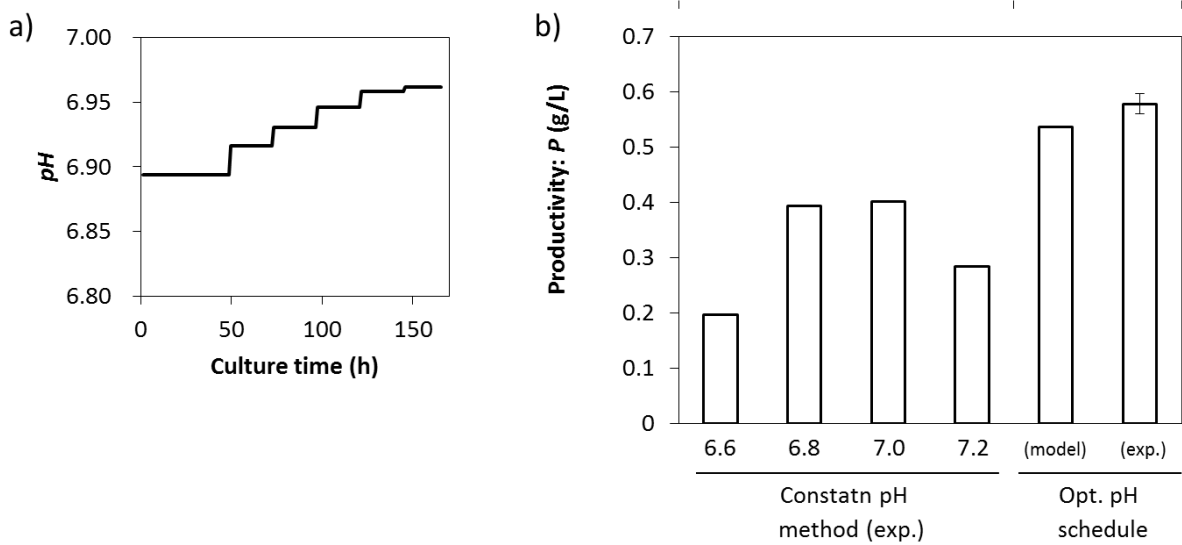 a)
7.00
6.95
6.90
6.85
6.80
pH
0 50 100 150
Culture time (h)
b)
0.7
0.6
0.5
0.4
0.3
0.2
0.1
0
Productivity: P (g/L)
6.6 6.8 7.0 7.2 (model) (exp.)
Constatn pH
method (exp.)
Opt. pH
schedule